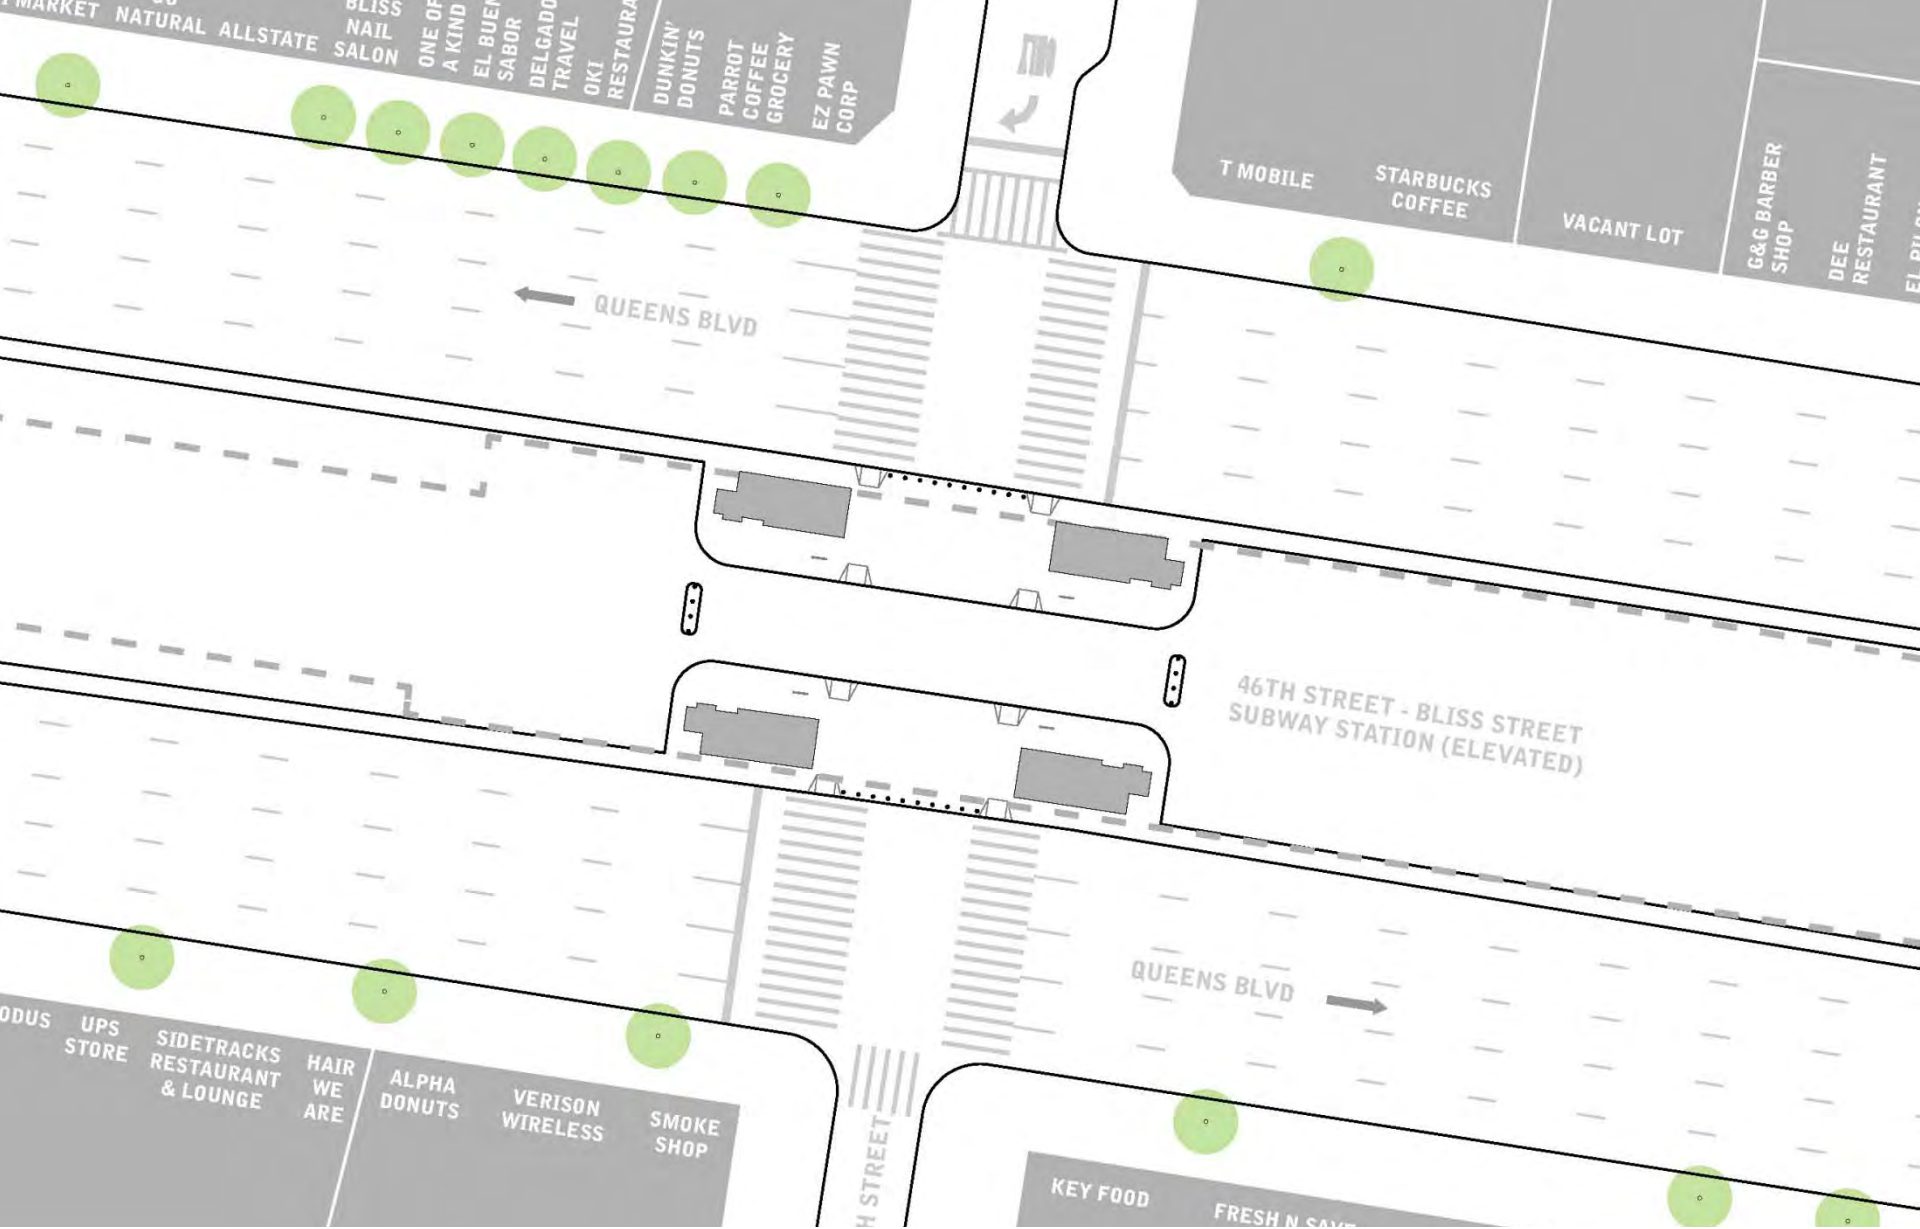 MARKET
NATURAL
ALLSTATE
BLISS
NAIL
SALON
ONE OF
A KIND
EL BUEN
SABOR
DELGADO
TRAVEL
OKI
RESTAURA
DUNKIN'
DONUTS
PARROT
COFFEE
GROCERY
EZ PAWN
CORP
T MOBILE
STARBUCKS
COFFEE
VACANT LOT
G&G BARBER
SHOP
DEE
RESTAURANT
QUEENS BLVD
46TH STREET - BLISS STREET
SUBWAY STATION (ELEVATED)
QUEENS BLVD
ODUS
UPS
STORE
SIDETRACKS
RESTAURANT
& LOUNGE
HAIR
WE
ARE
ALPHA
DONUTS
VERISON
WIRELESS
SMOKE
SHOP
H STREET
KEY FOOD
FRESH N SAVE